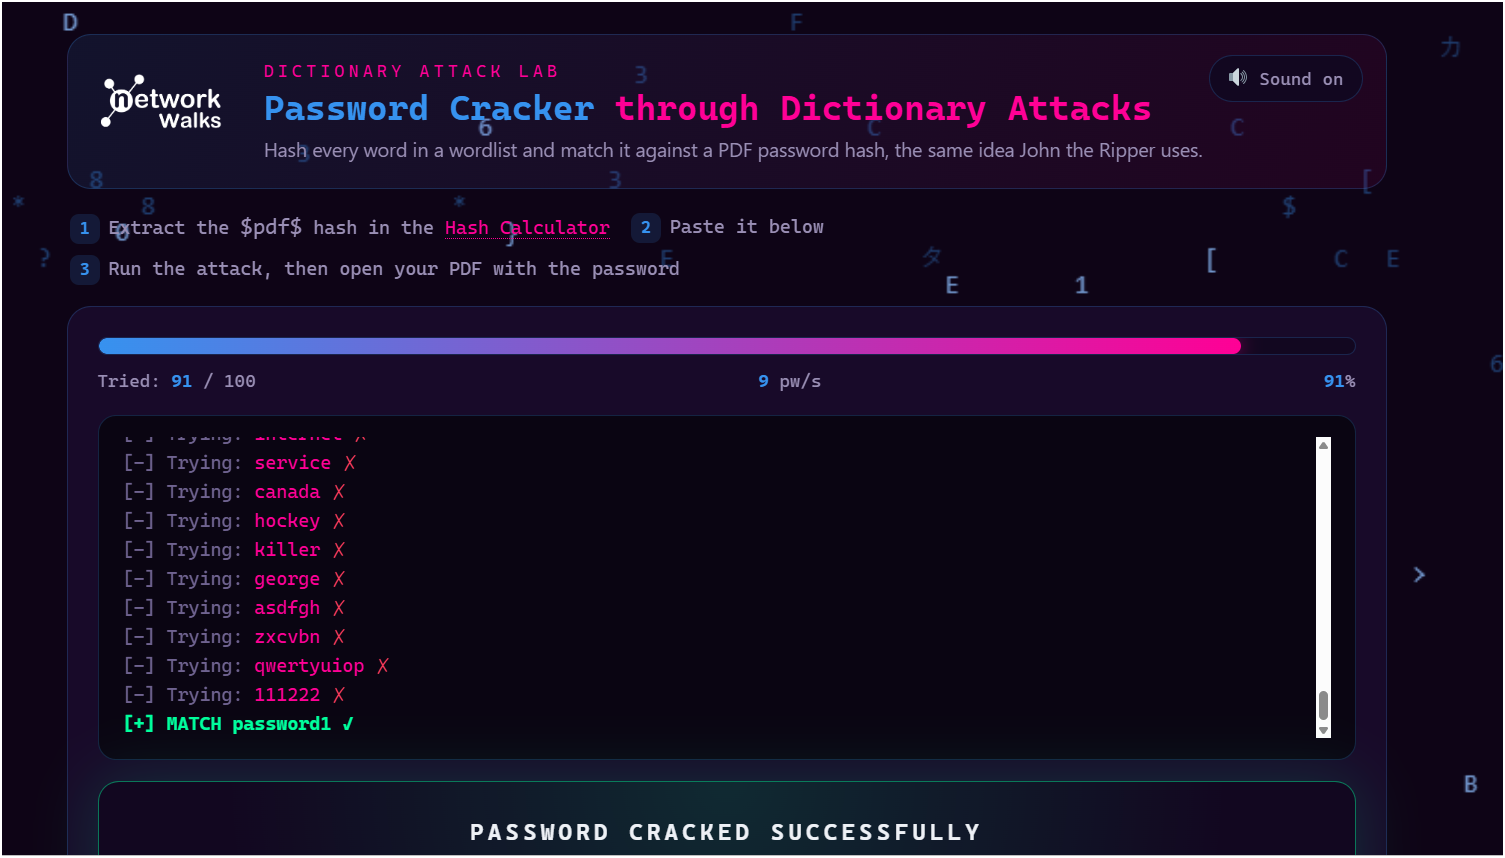 DICTIONARY ATTACK LAB
Sound on
network
walks
Password Cracker through Dictionary Attacks
Hash every word in a wordlist and match it against a PDF password hash, the same idea John the Ripper uses.
1 Extract the $pdf$ hash in the Hash Calculator 2 Paste it below
3 Run the attack, then open your PDF with the password
Tried: 91 / 100 9 pw/s 91%
[−] Trying: internet ✗
[−] Trying: service ✗
[−] Trying: canada ✗
[−] Trying: hockey ✗
[−] Trying: killer ✗
[−] Trying: george ✗
[−] Trying: asdfgh ✗
[−] Trying: zxcvbn ✗
[−] Trying: qwertyuiop ✗
[−] Trying: 111222 ✗
[+] MATCH password1 ✓
PASSWORD CRACKED SUCCESSFULLY